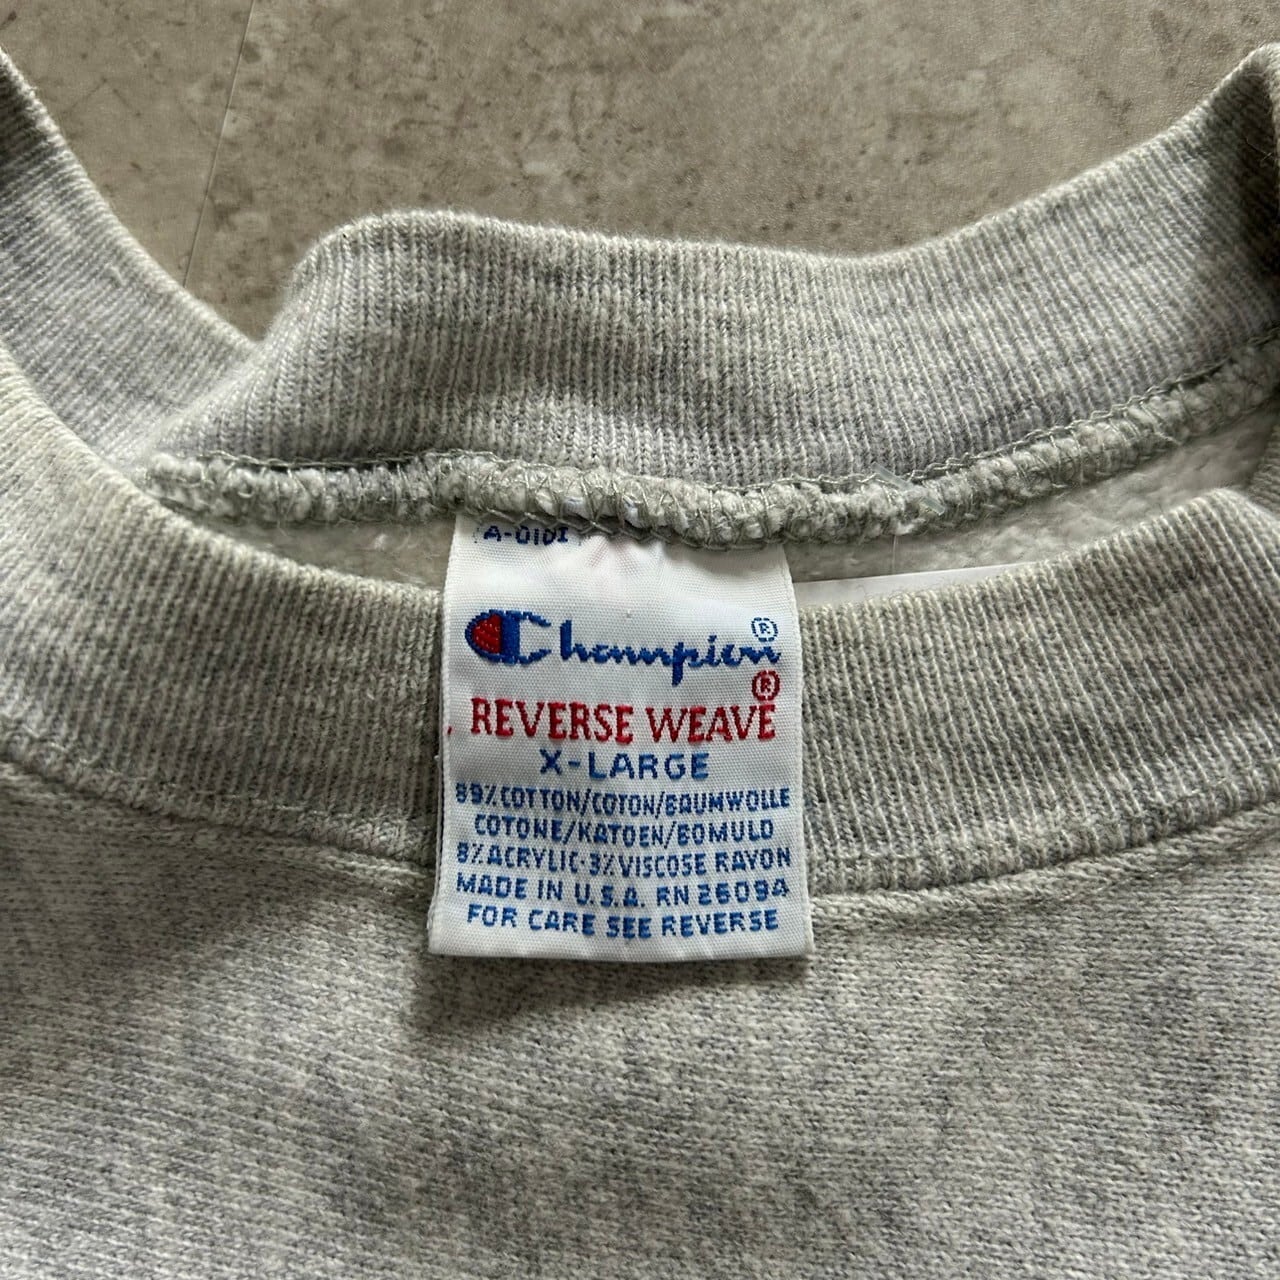 A-0101
Champion®
REVERSE WEAVE®
X-LARGE
89% COTTON/COTON/BAUMWOLLE
COTONE/KATOEN/BOMULD
8% ACRYLIC-3% VISCOSE RAYON
MADE IN U.S.A. RN 26094
FOR CARE SEE REVERSE